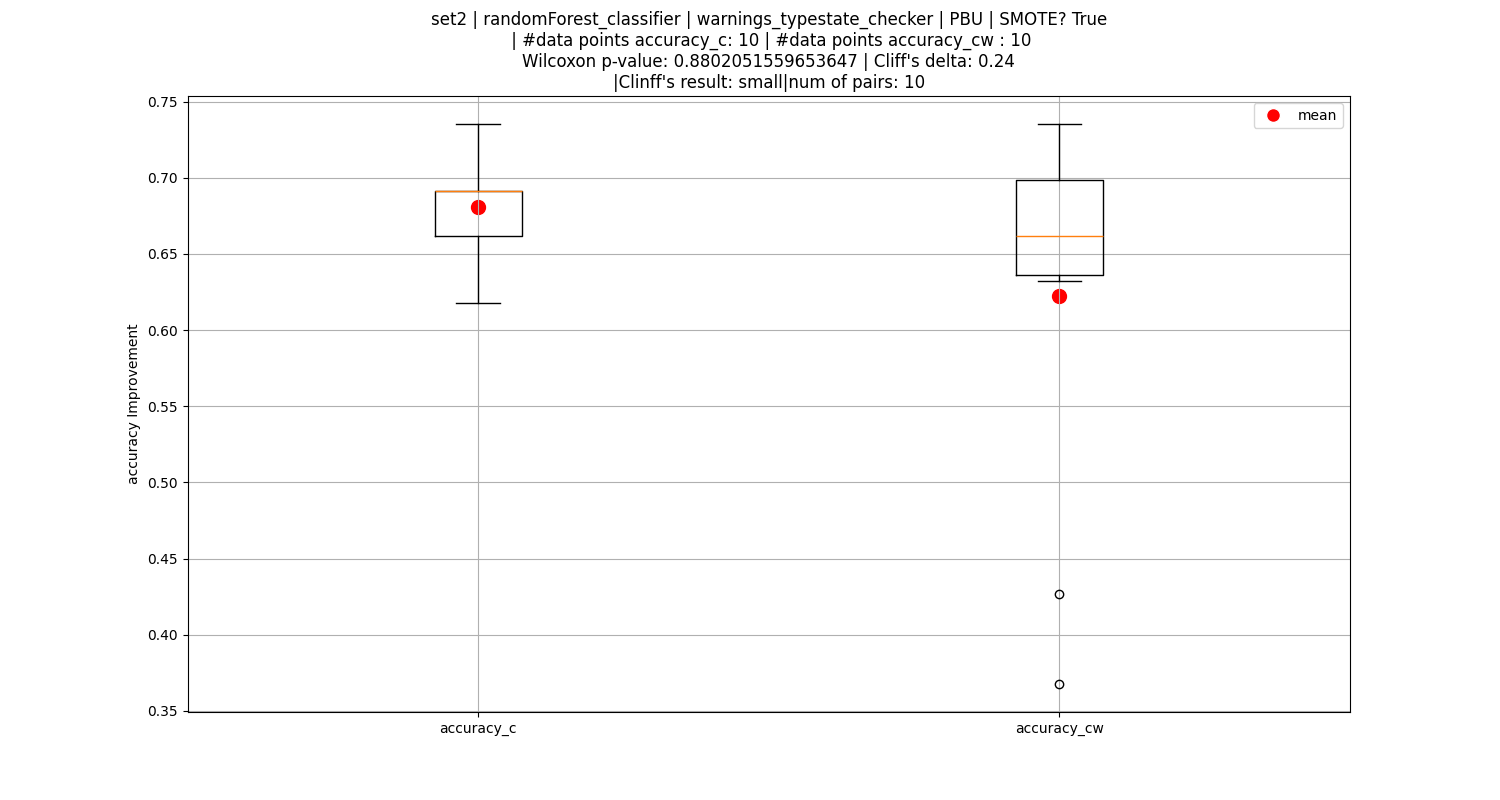 set2 | randomForest_classifier | warnings_typestate_checker | PBU | SMOTE? True
| #data points accuracy_c: 10 | #data points accuracy_cw : 10
Wilcoxon p-value: 0.8802051559653647 | Cliff's delta: 0.24
|Clinff's result: small|num of pairs: 10
mean
accuracy Improvement
0.75
0.70
0.65
0.60
0.55
0.50
0.45
0.40
0.35
accuracy_c
accuracy_cw